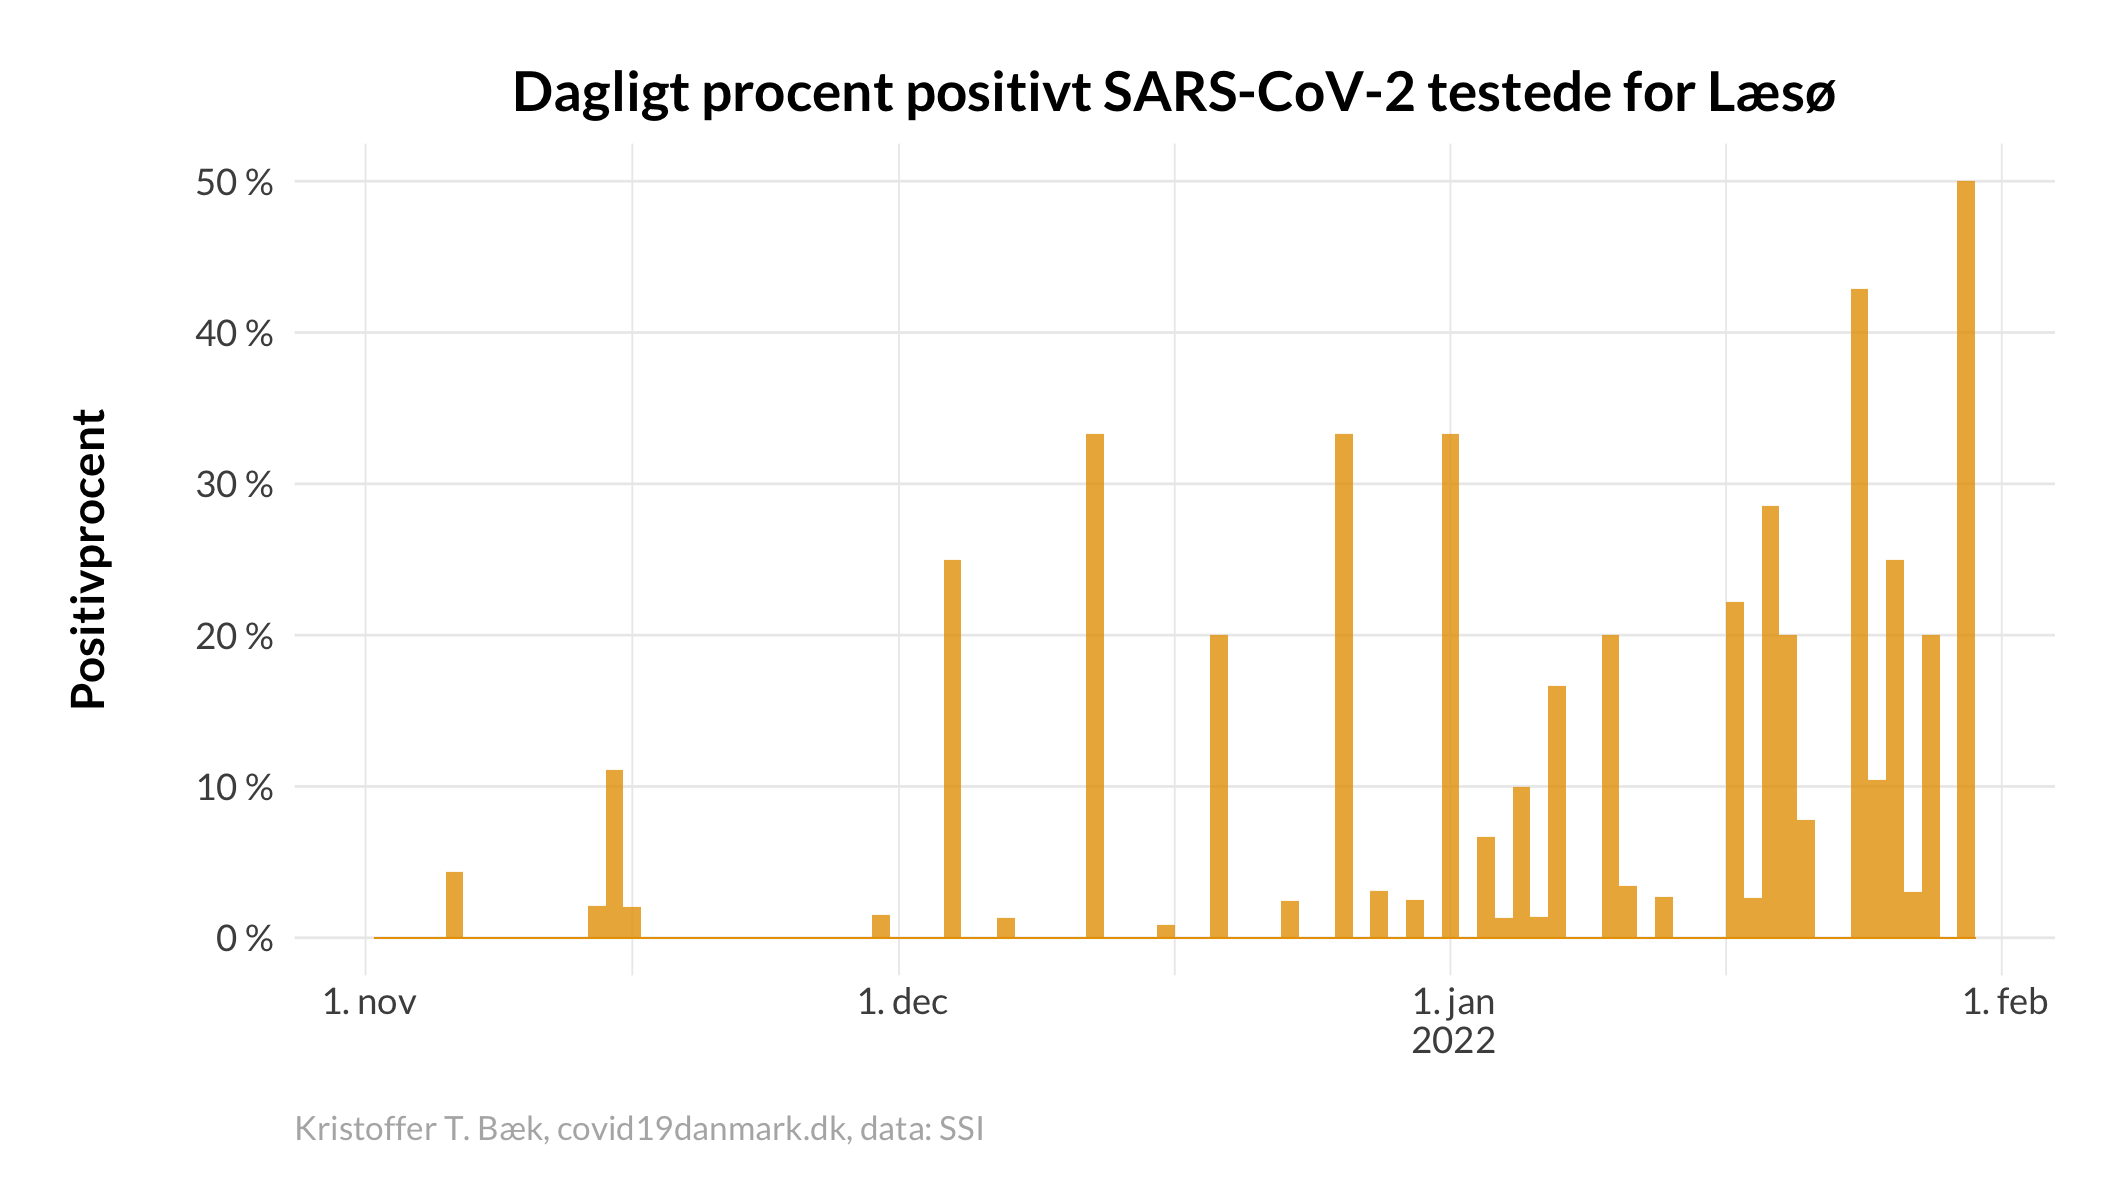 Dagligt procent positivt SARS-CoV-2 testede for Læsø
Positivprocent
50 %
40 %
30 %
20 %
10 %
0 %
1. nov
1. dec
1. jan
2022
1. feb
Kristoffer T. Bæk, covid19danmark.dk, data: SSI